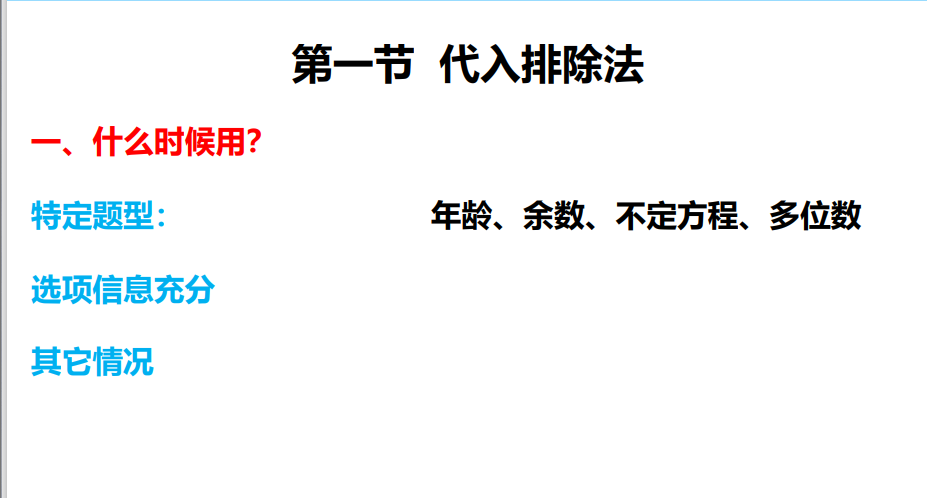 第一节 代入排除法
一、什么时候用？
特定题型： 年龄、余数、不定方程、多位数
选项信息充分
其它情况